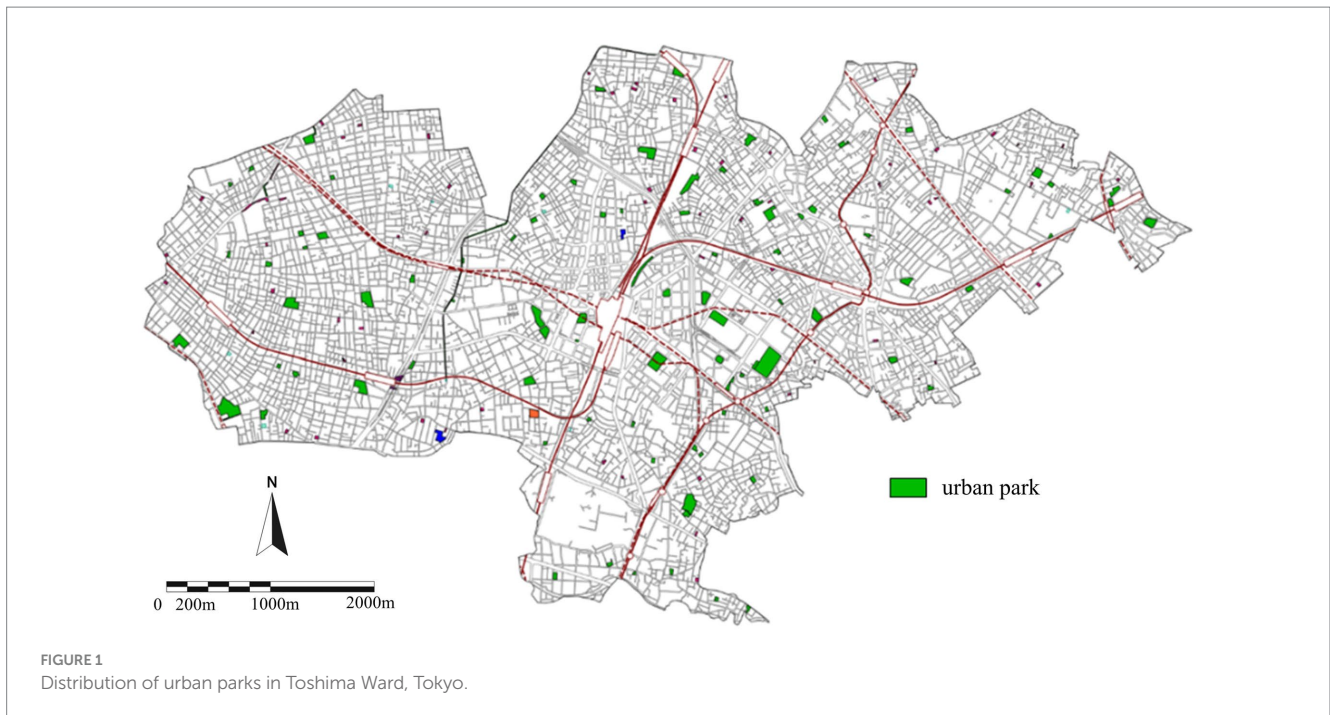 N
urban park
0 200m 1000m 2000m
FIGURE 1
Distribution of urban parks in Toshima Ward, Tokyo.